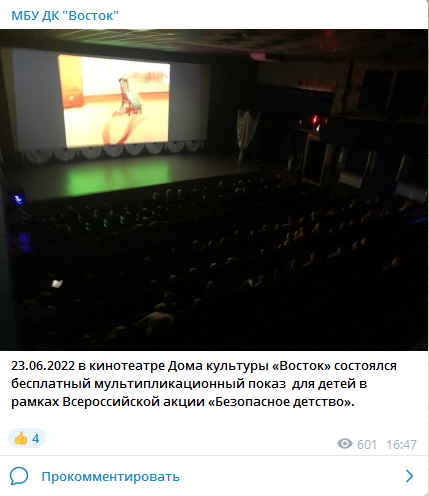 МБУ ДК "Восток"
23.06.2022 в кинотеатре Дома культуры «Восток» состоялся
бесплатный мультипликационный показ для детей в
рамках Всероссийской акции «Безопасное детство».
👍 4
601 16:47
Прокомментировать